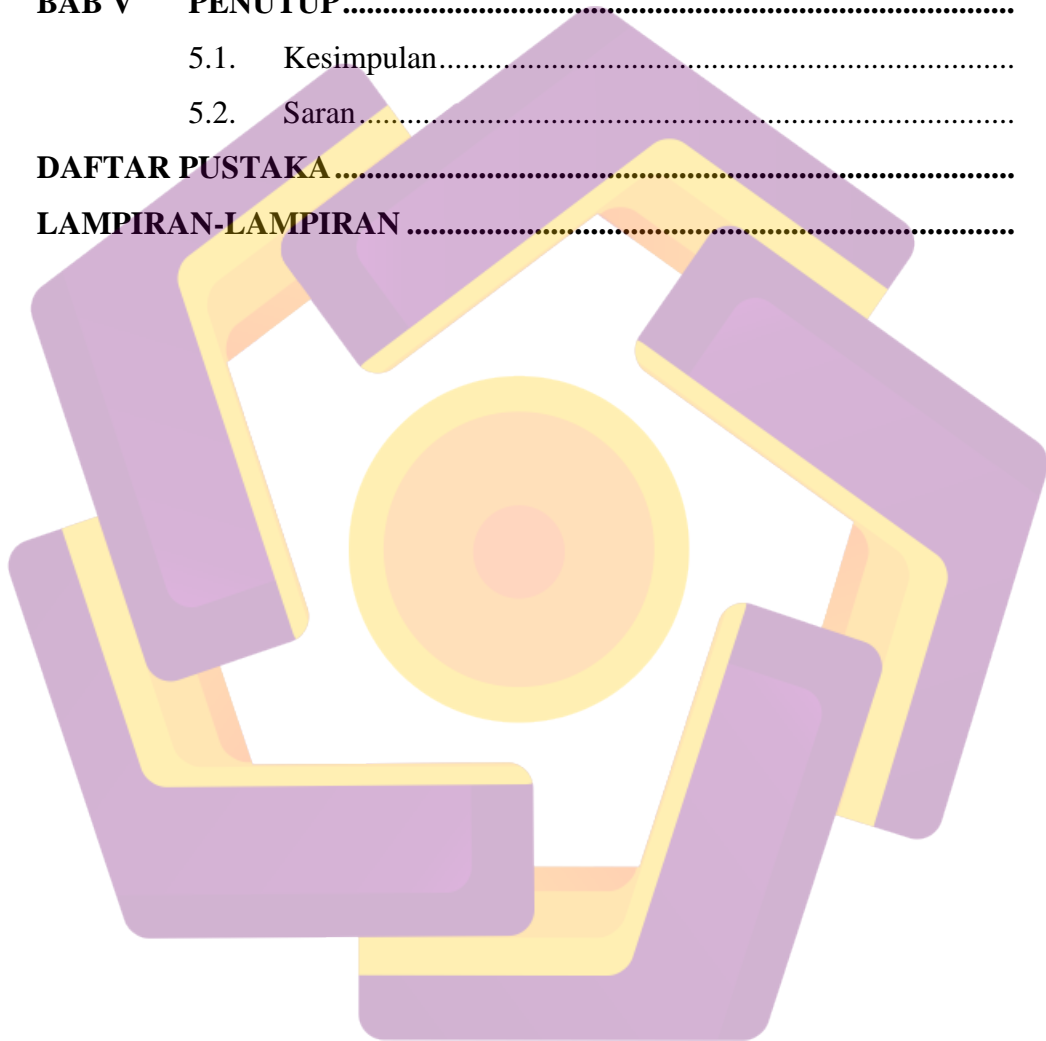 BAB V PENUTUP..........................................................................................
5.1. Kesimpulan...........................................................................
5.2. Saran.....................................................................................
DAFTAR PUSTAKA..........................................................................................
LAMPIRAN-LAMPIRAN................................................................................